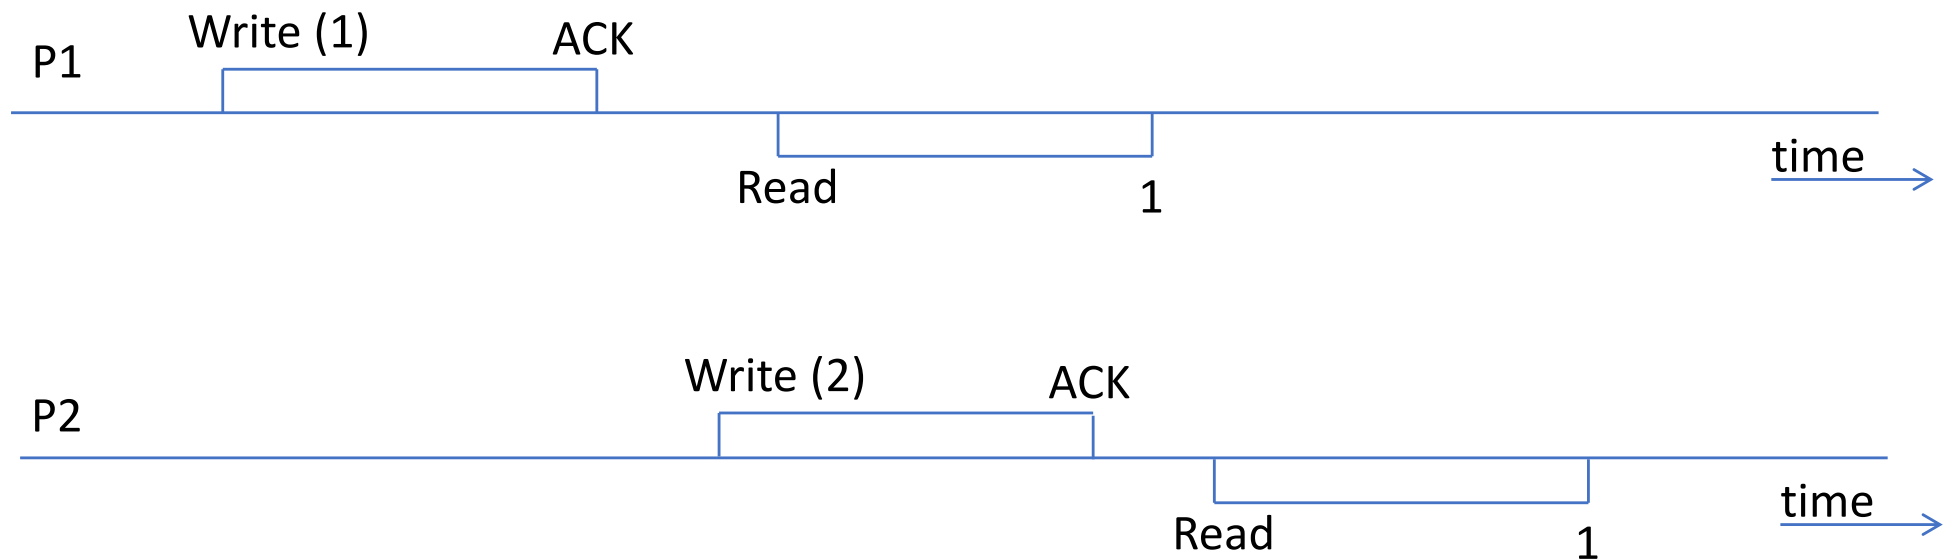 Write (1)
ACK
P1
time
Read
1
Write (2)
ACK
P2
time
Read
1